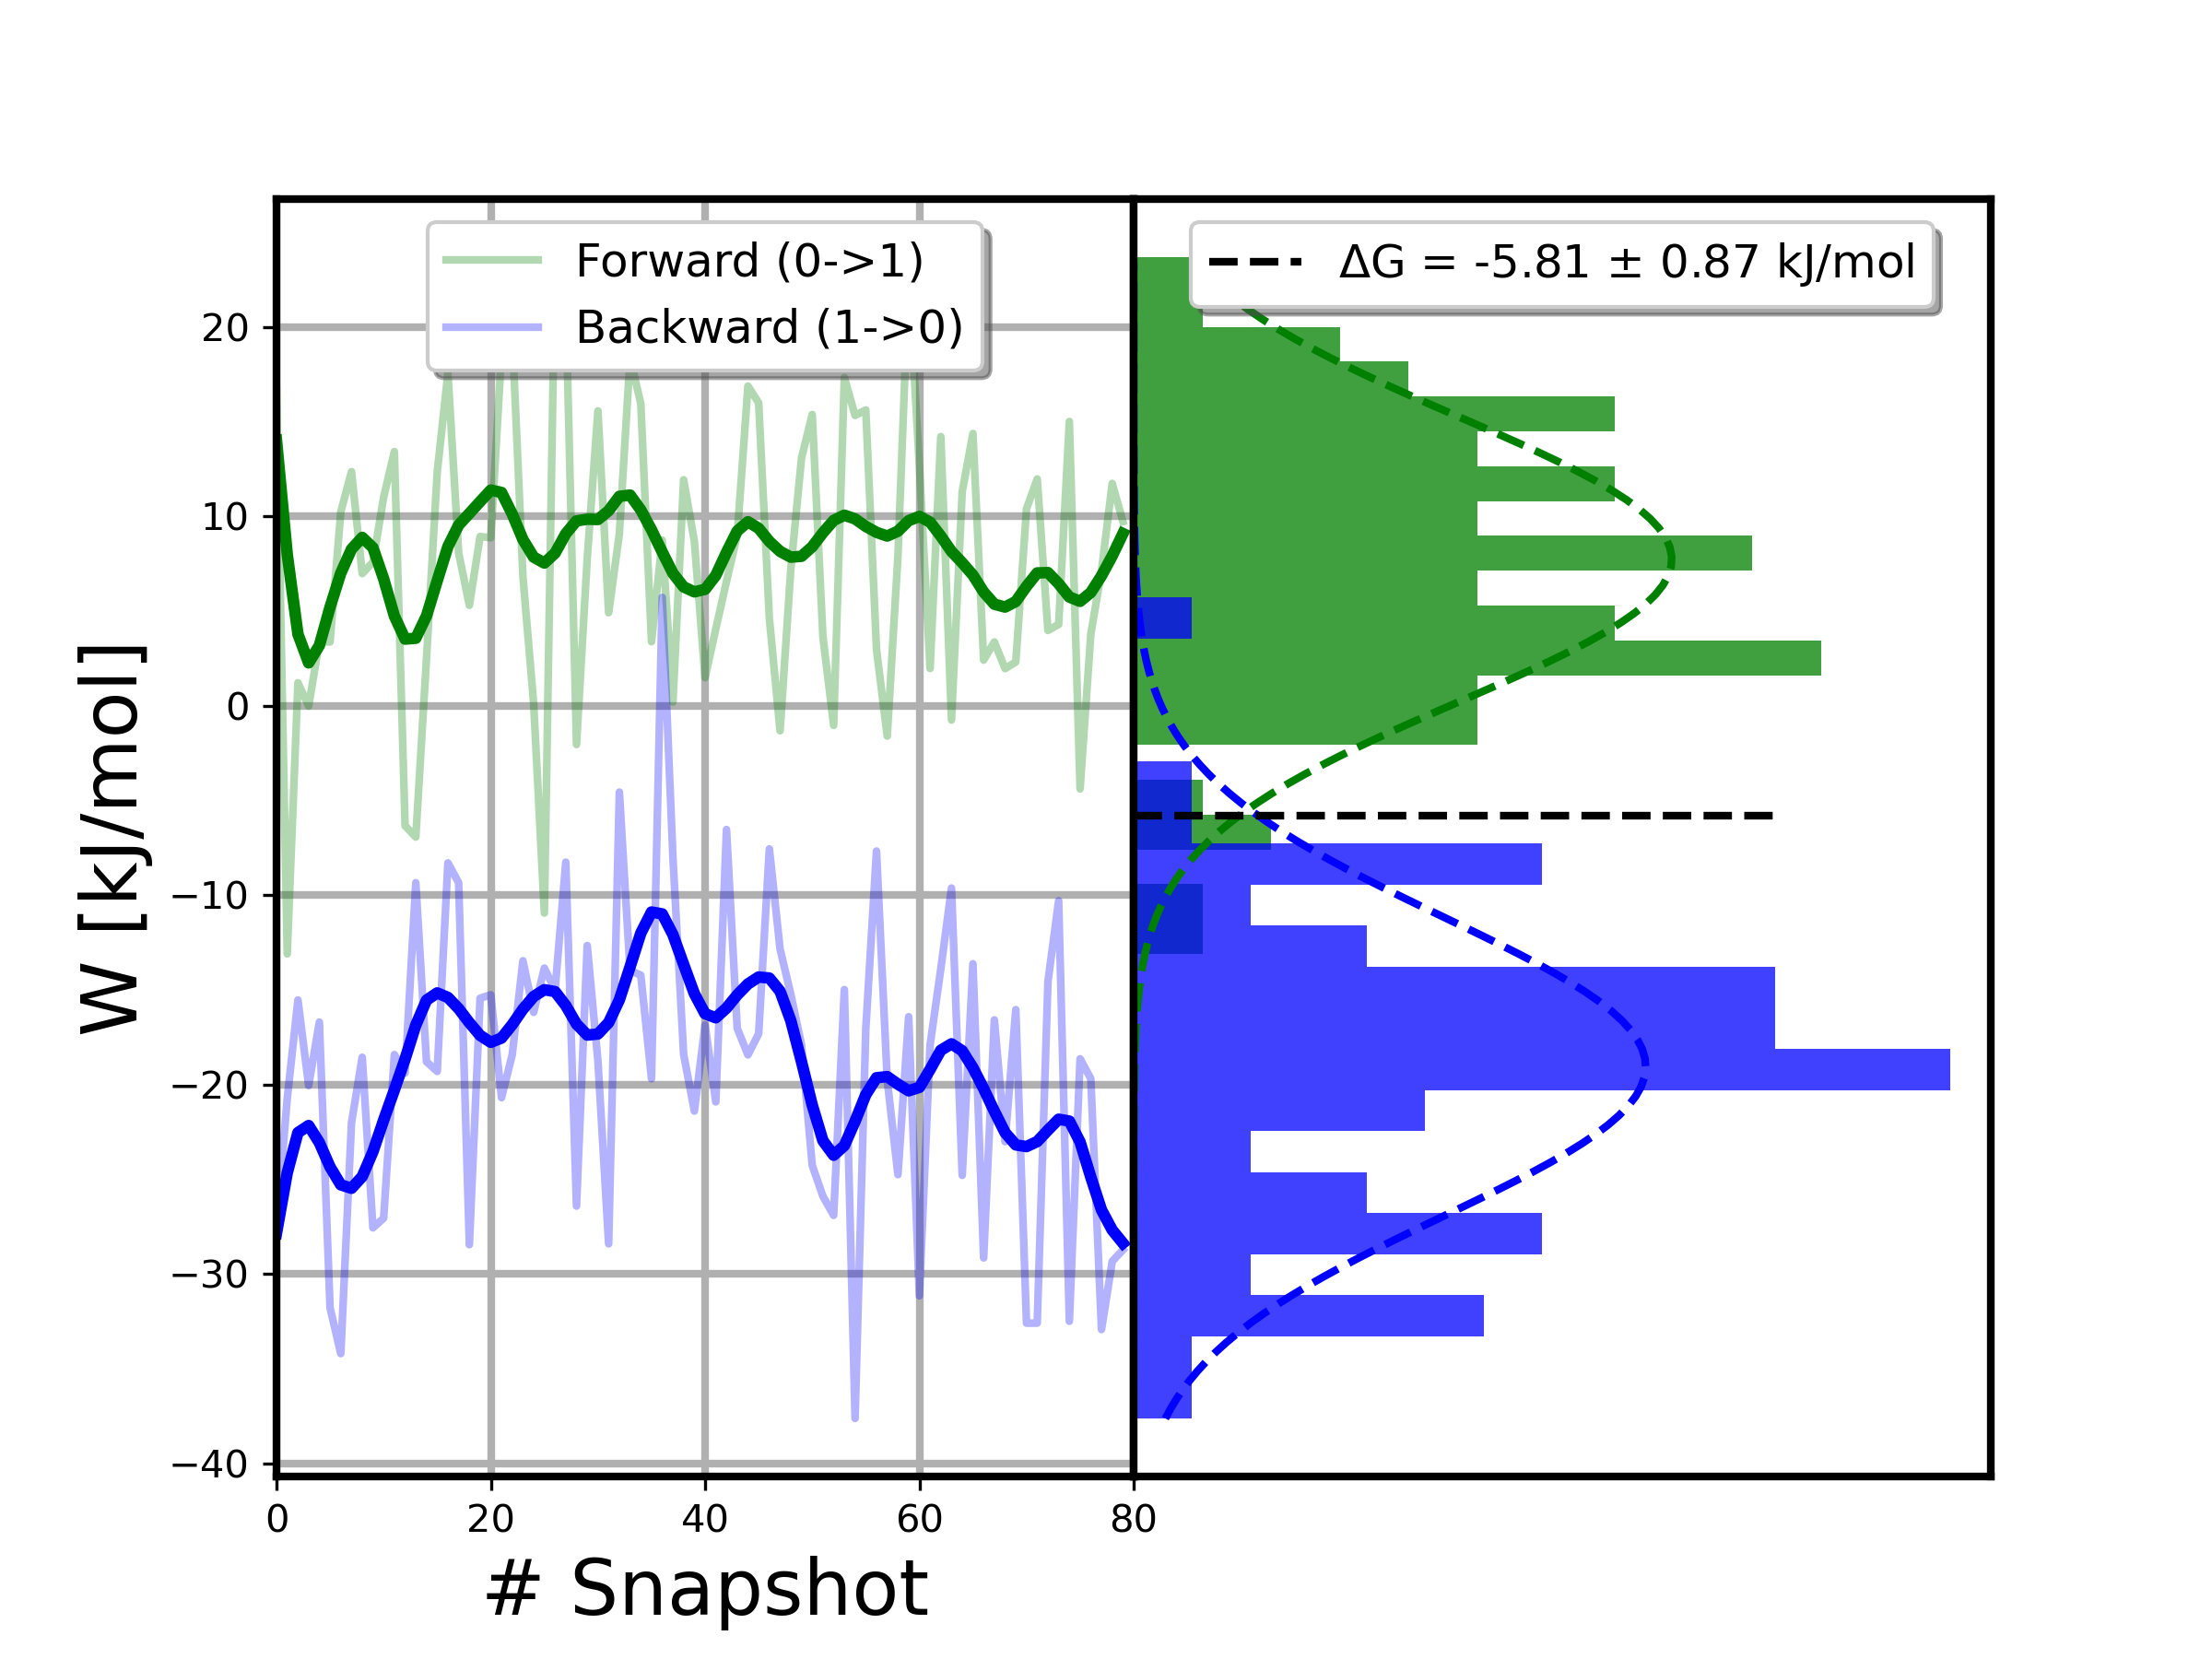 Forward (0->1)
Backward (1->0)
ΔG = -5.81 ± 0.87 kJ/mol
W [kJ/mol]
20
10
0
−10
−20
−30
−40
0 20 40 60 80
# Snapshot